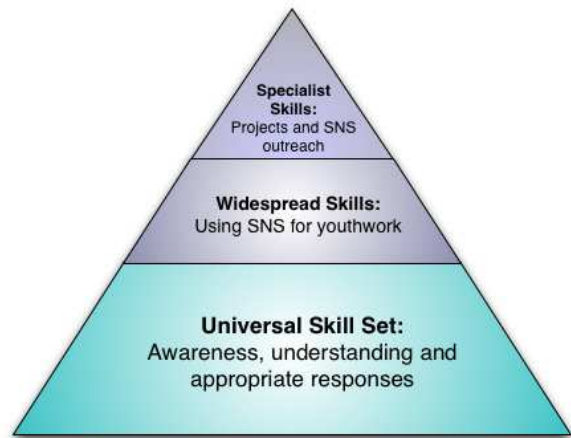 Specialist
Skills:
Projects and SNS
outreach
Widespread Skills:
Using SNS for youthwork
Universal Skill Set:
Awareness, understanding and
appropriate responses